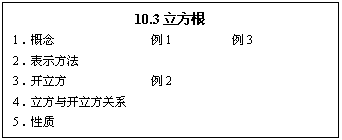 10.3立方根
1．概念 例1 例3
2．表示方法
3．开立方 例2
4．立方与开立方关系
5．性质